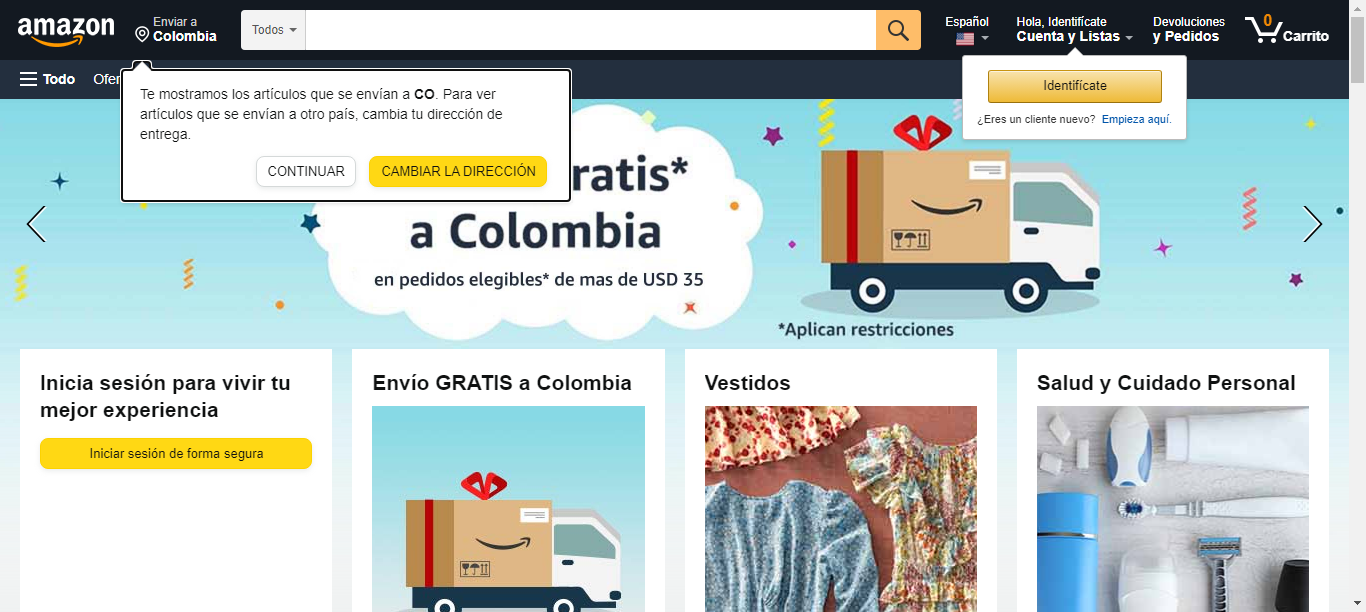 amazon
Enviar a
Colombia
Todos
Español
Hola, Identifícate
Cuenta y Listas
Devoluciones
y Pedidos
0
Carrito
Todo
Te mostramos los artículos que se envían a CO. Para ver
artículos que se envían a otro país, cambia tu dirección de
entrega.
CONTINUAR
CAMBIAR LA DIRECCIÓN
Identifícate
¿Eres un cliente nuevo? Empieza aquí.
a Colombia
en pedidos elegibles* de mas de USD 35
*Aplican restricciones
Inicia sesión para vivir tu
mejor experiencia
Iniciar sesión de forma segura
Envío GRATIS a Colombia
Vestidos
Salud y Cuidado Personal